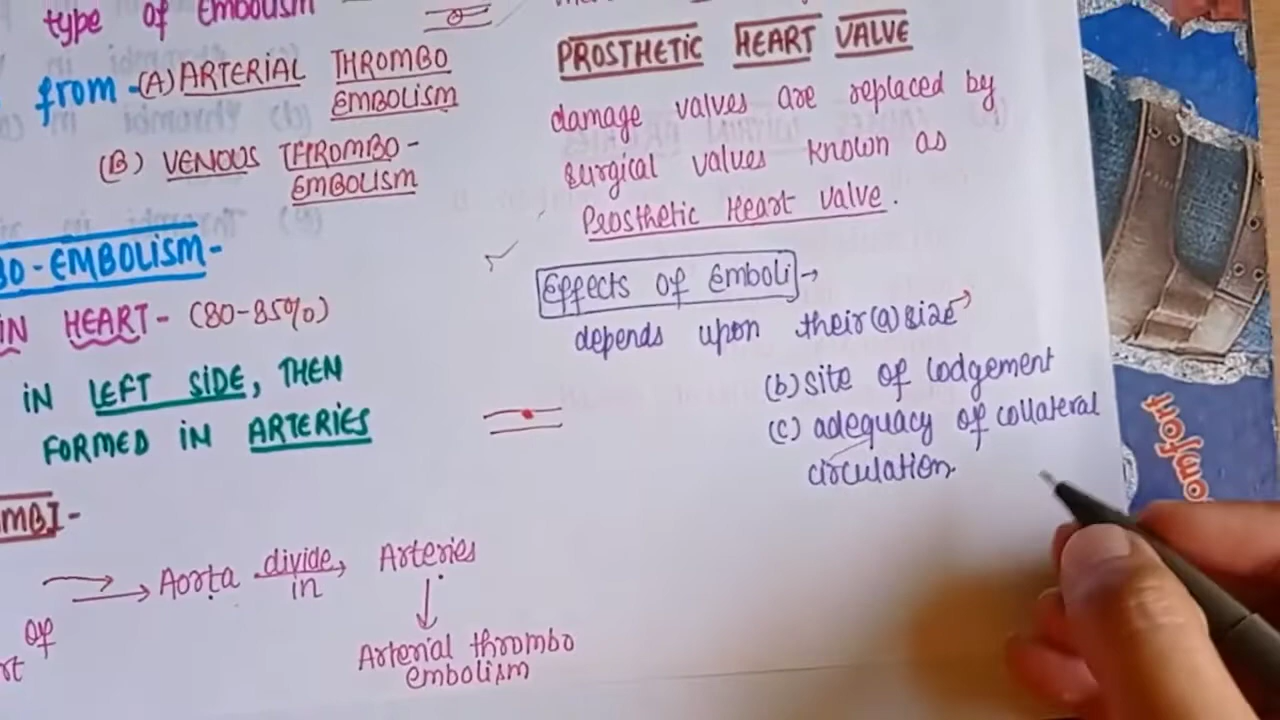 type of Embolism
from - (A) ARTERIAL THROMBO
EMBOLISM
(B) VENOUS THROMBO -
EMBOLISM
BO - EMBOLISM -
IN HEART - (80-85%)
IN LEFT SIDE, THEN
FORMED IN ARTERIES
MBI -
Aorta divide in Arteries
of
rt
Arterial thrombo
embolism
PROSTHETIC HEART VALVE
damage valves are replaced by
surgical valves known as
Prosthetic Heart valve.
Effects of Emboli →
depends upon their (a) size
(b) site of lodgement
(c) adequacy of collateral
circulation